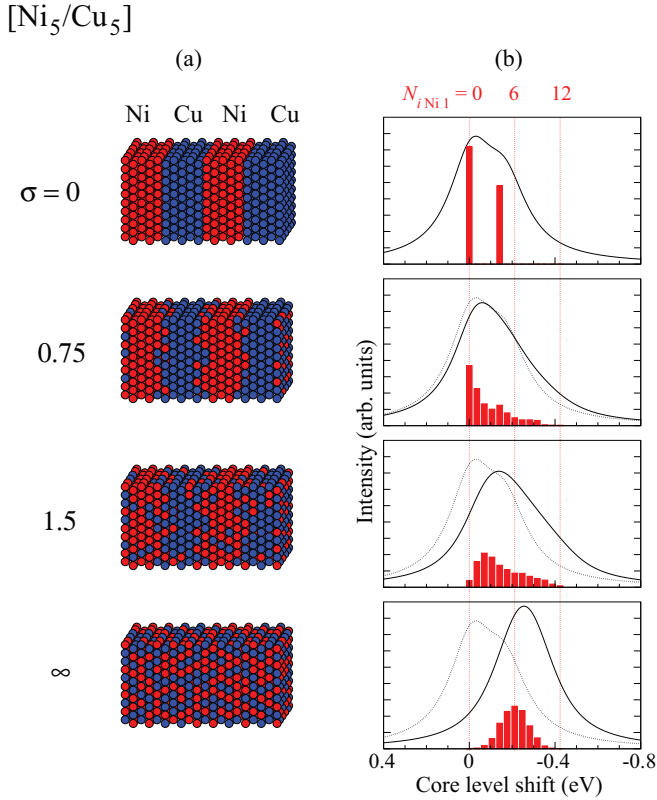 [Ni5/Cu5]
(a)
(b)
Ni Cu Ni Cu
N i Ni 1 = 0 6 12
σ = 0
0.75
1.5
∞
Intensity (arb. units)
0.4 0 -0.4 -0.8
Core level shift (eV)